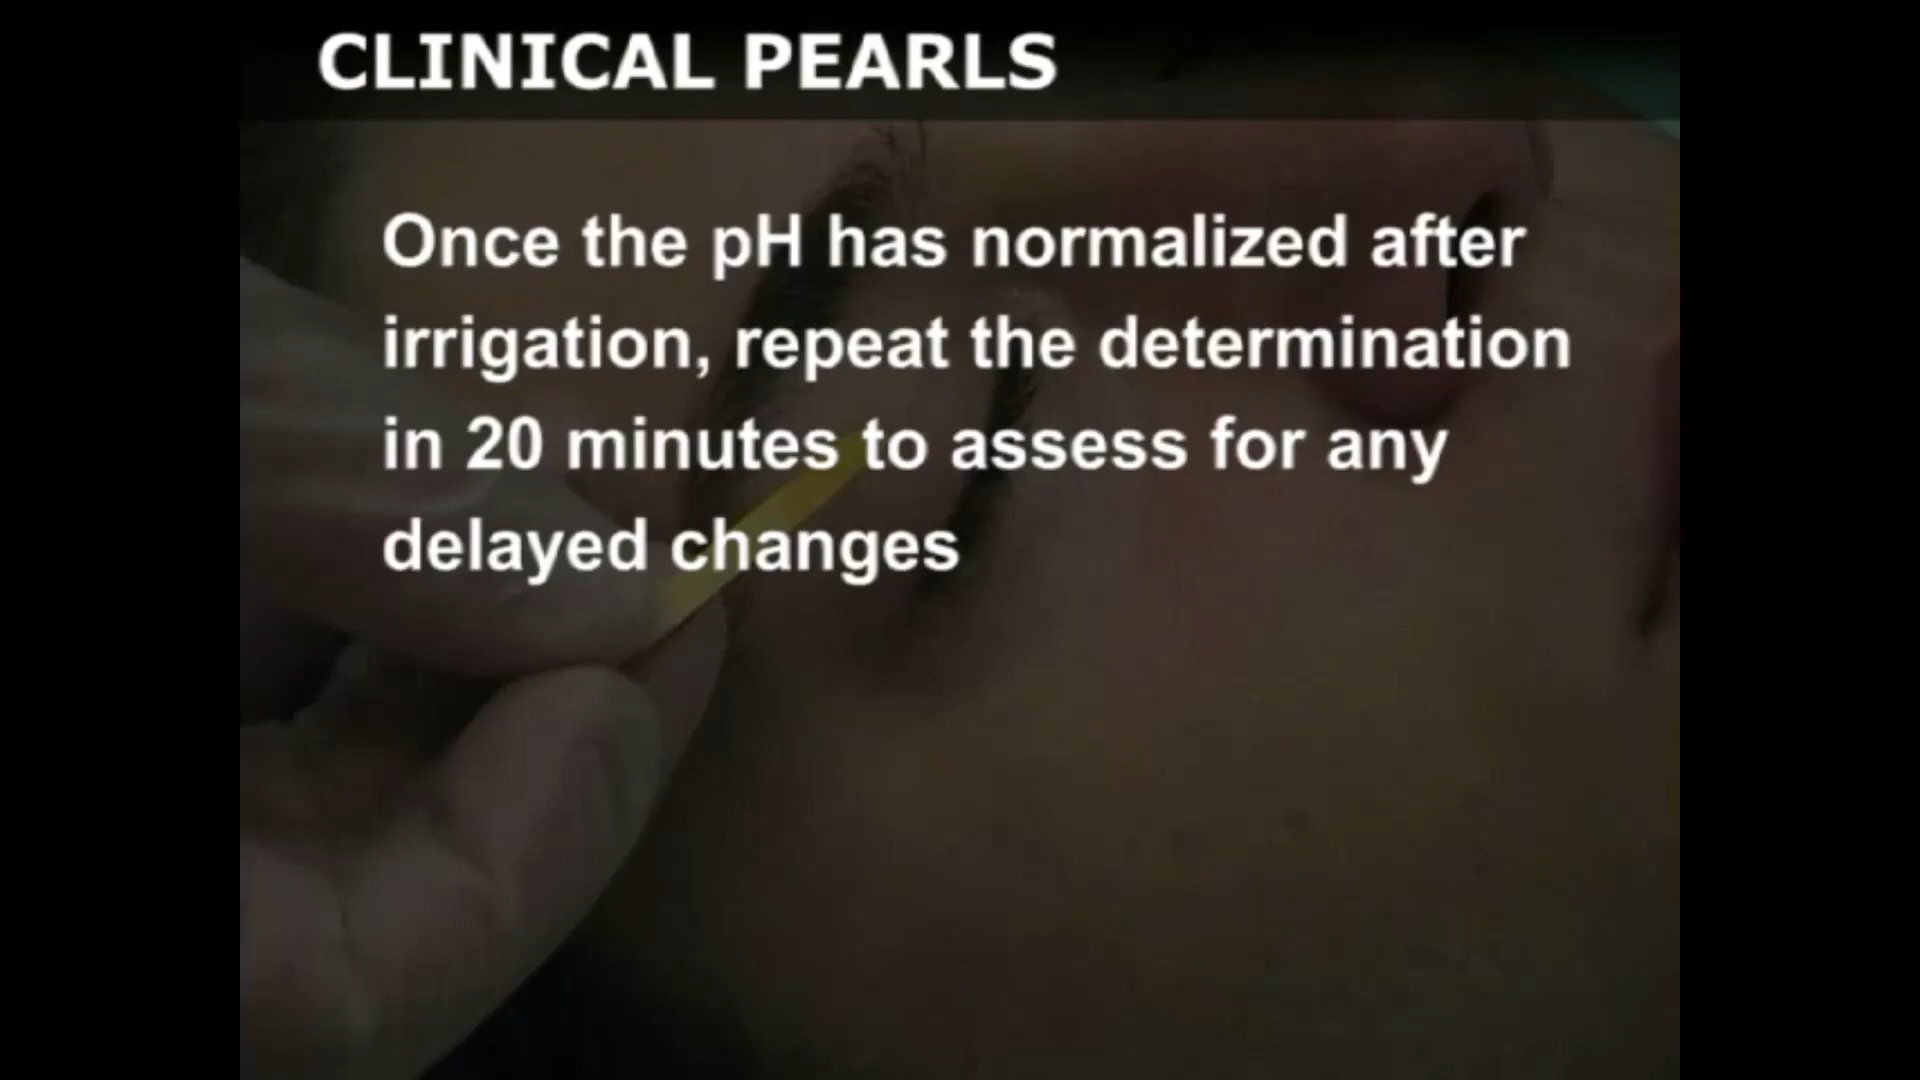 CLINICAL PEARLS
Once the pH has normalized after
irrigation, repeat the determination
in 20 minutes to assess for any
delayed changes